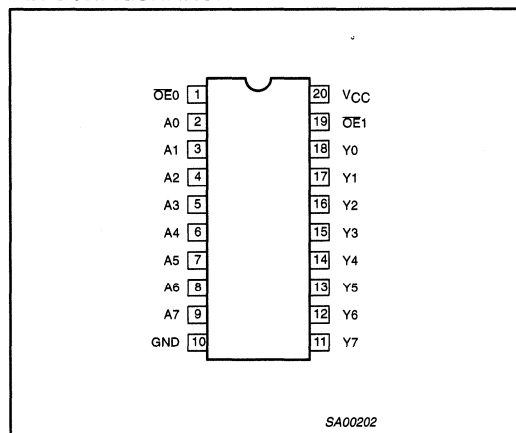 OE0 1 20 VCC
A0 2 19 OE1
A1 3 18 Y0
A2 4 17 Y1
A3 5 16 Y2
A4 6 15 Y3
A5 7 14 Y4
A6 8 13 Y5
A7 9 12 Y6
GND 10 11 Y7
SA00202